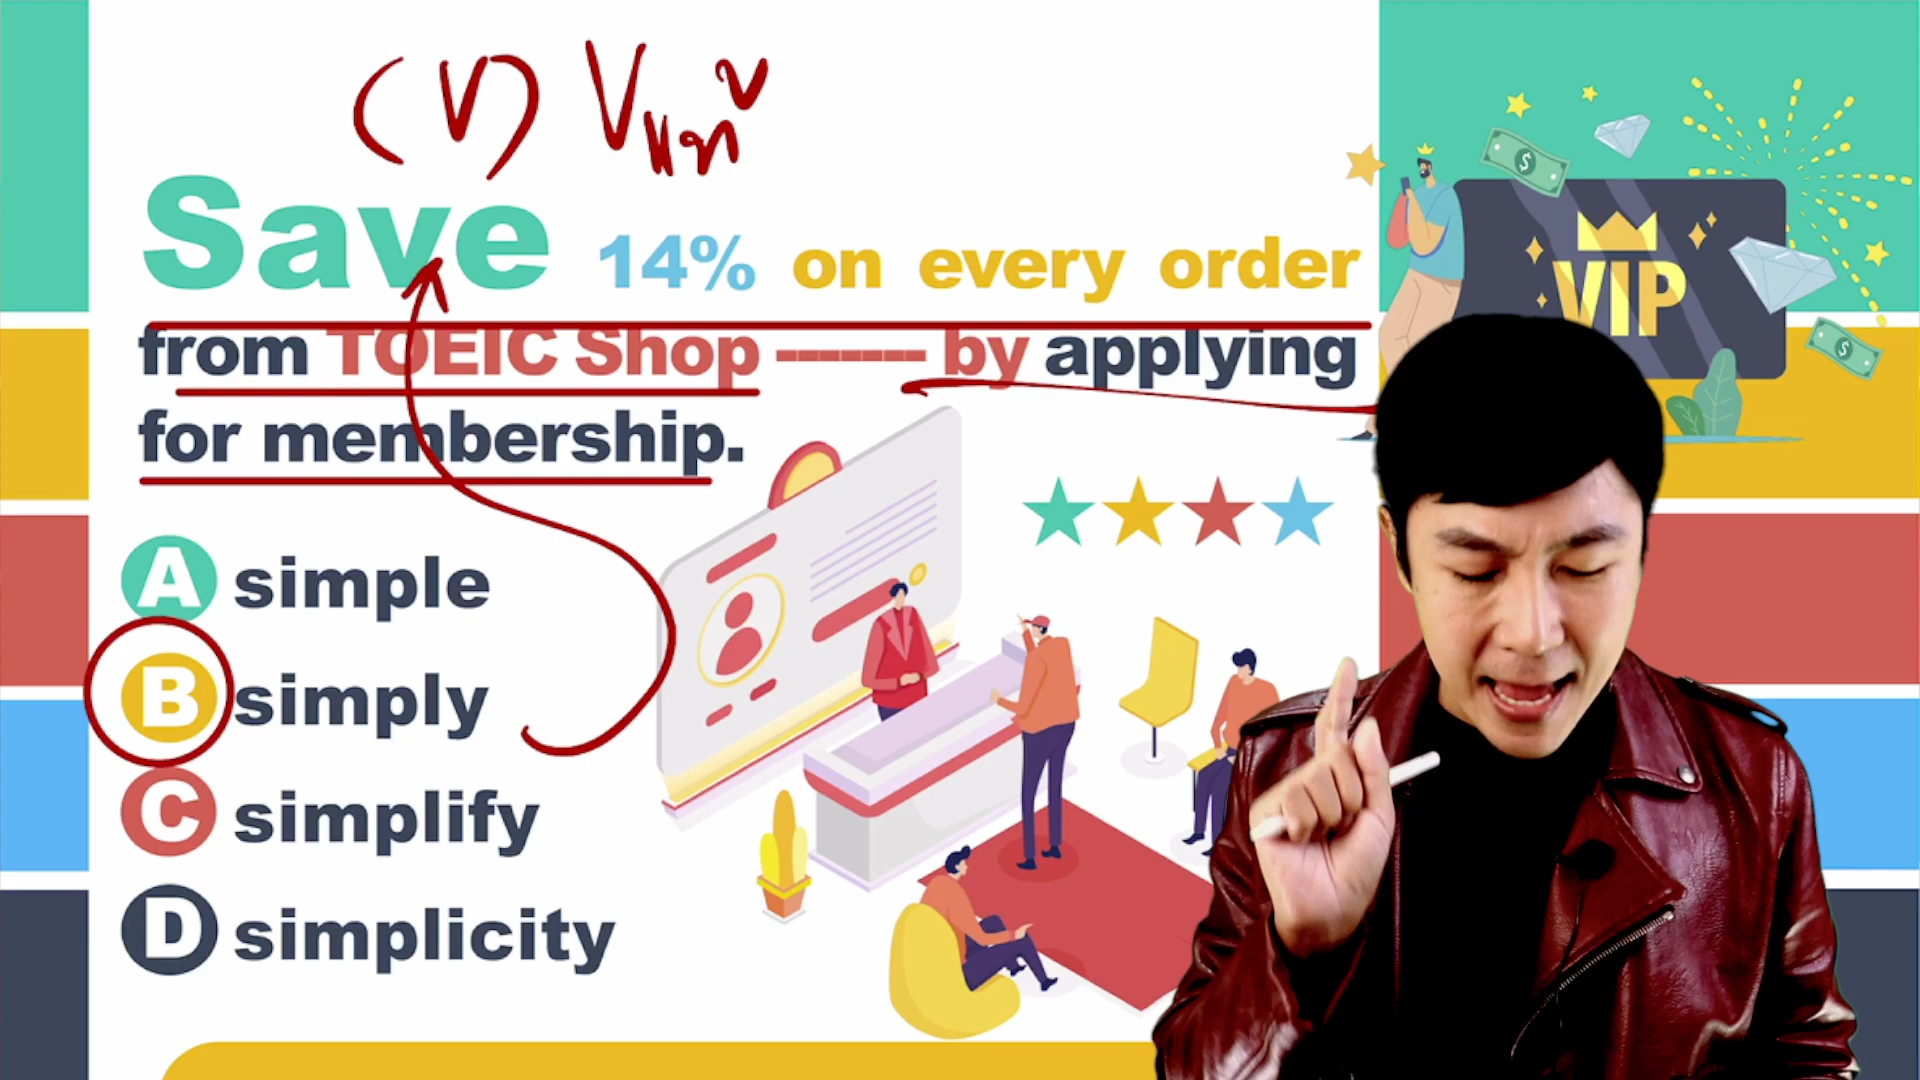 (V) Vแท้
Save 14% on every order
from TOEIC Shop ------- by applying
for membership.
A simple
B simply
C simplify
D simplicity
VIP